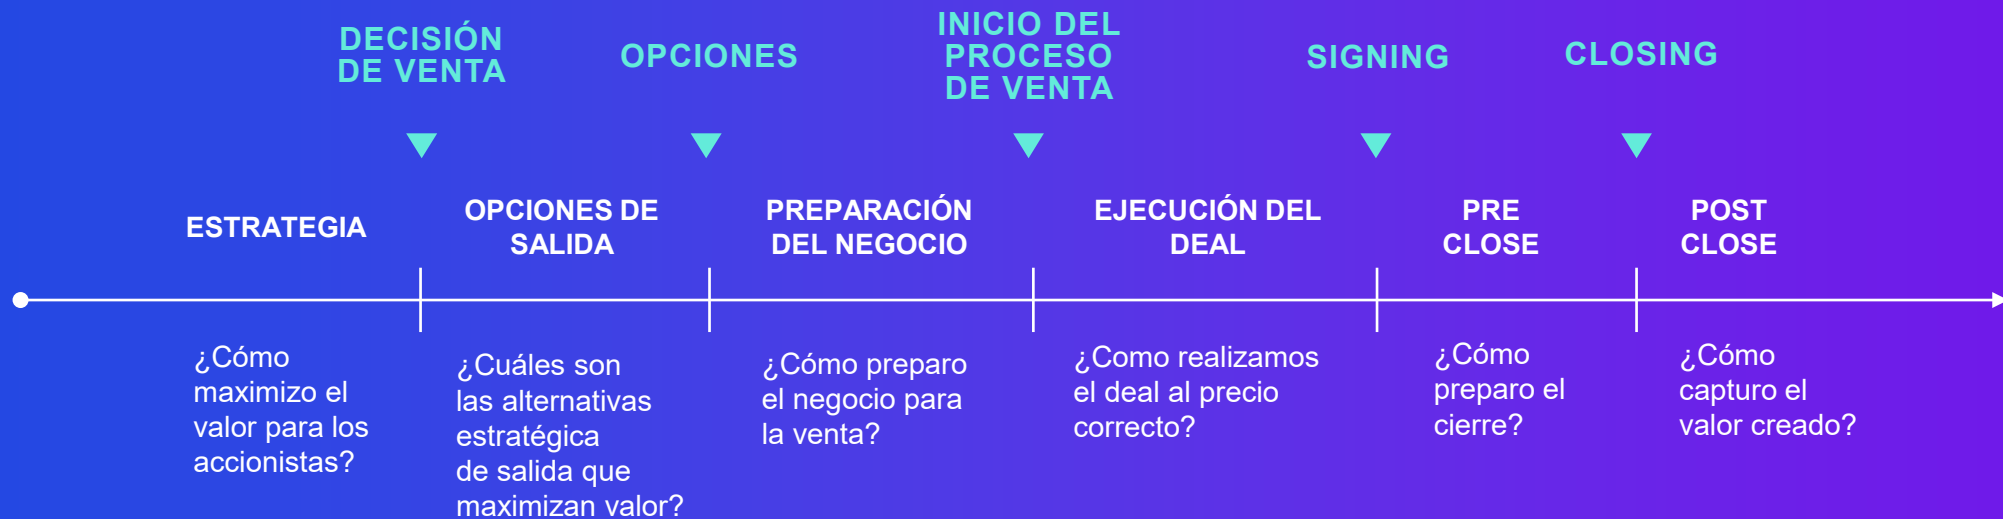 DECISIÓN
DE VENTA
OPCIONES
INICIO DEL
PROCESO
DE VENTA
SIGNING
CLOSING
ESTRATEGIA
OPCIONES DE
SALIDA
PREPARACIÓN
DEL NEGOCIO
EJECUCIÓN DEL
DEAL
PRE
CLOSE
POST
CLOSE
¿Cómo
maximizo el
valor para los
accionistas?
¿Cuáles son
las alternativas
estratégica
de salida que
maximizan valor?
¿Cómo preparo
el negocio para
la venta?
¿Como realizamos
el deal al precio
correcto?
¿Cómo
preparo el
cierre?
¿Cómo
capturo el
valor creado?